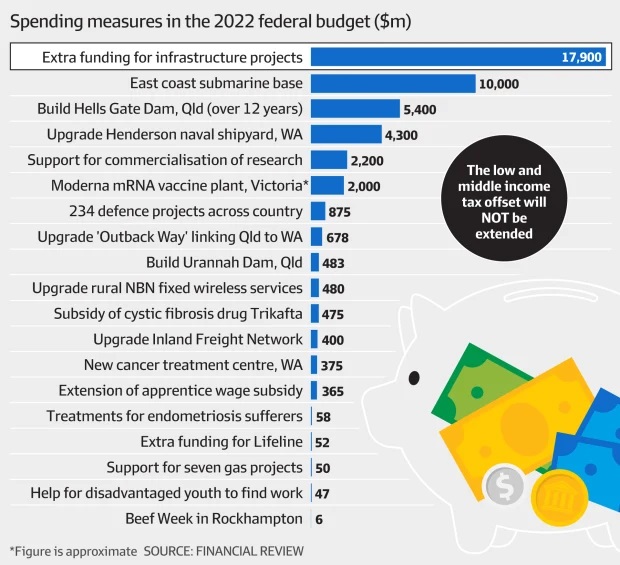 Spending measures in the 2022 federal budget ($m)
Extra funding for infrastructure projects 17,900
East coast submarine base 10,000
Build Hells Gate Dam, Qld (over 12 years) 5,400
Upgrade Henderson naval shipyard, WA 4,300
Support for commercialisation of research 2,200
Moderna mRNA vaccine plant, Victoria* 2,000
234 defence projects across country 875
Upgrade 'Outback Way' linking Qld to WA 678
Build Urannah Dam, Qld 483
Upgrade rural NBN fixed wireless services 480
Subsidy of cystic fibrosis drug Trikafta 475
Upgrade Inland Freight Network 400
New cancer treatment centre, WA 375
Extension of apprentice wage subsidy 365
Treatments for endometriosis sufferers 58
Extra funding for Lifeline 52
Support for seven gas projects 50
Help for disadvantaged youth to find work 47
Beef Week in Rockhampton 6
The low and
middle income
tax offset will
NOT be
extended
$
*Figure is approximate SOURCE: FINANCIAL REVIEW